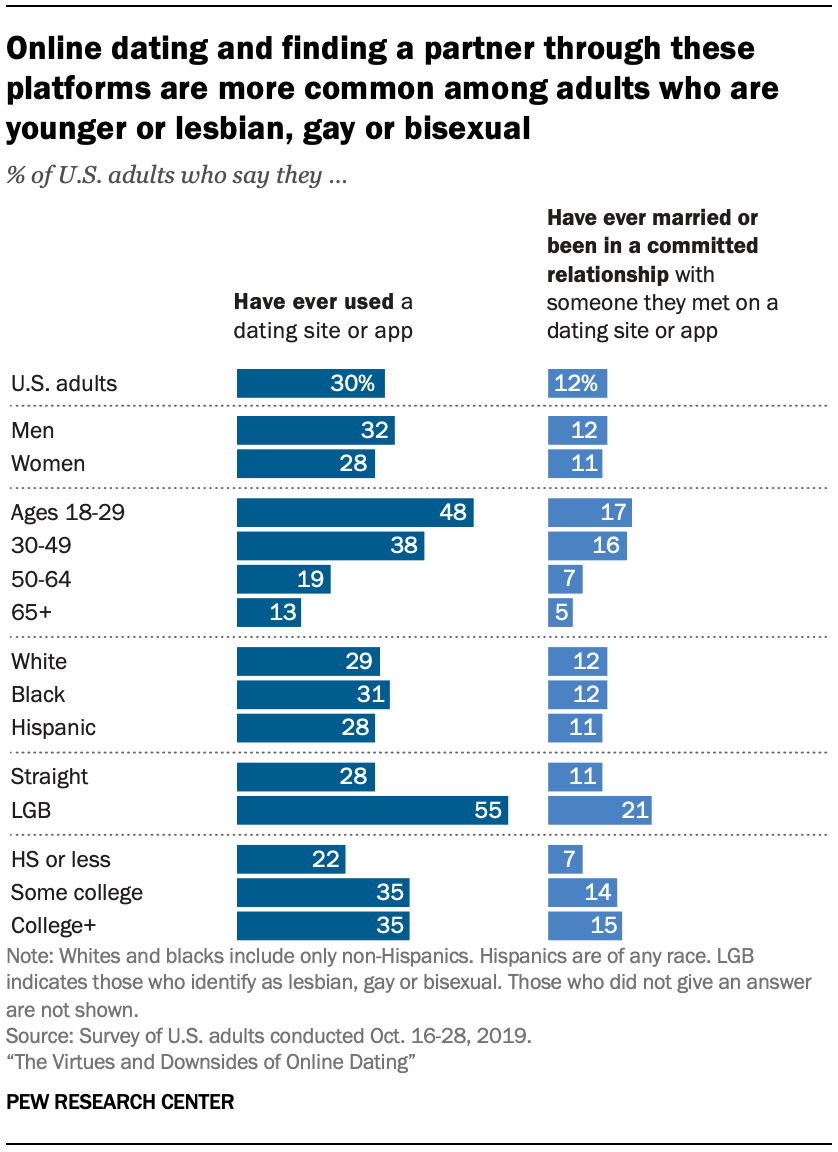 Online dating and finding a partner through these
platforms are more common among adults who are
younger or lesbian, gay or bisexual
% of U.S. adults who say they ...
Have ever used a
dating site or app
Have ever married or
been in a committed
relationship with
someone they met on a
dating site or app
U.S. adults 30% 12%
Men 32 12
Women 28 11
Ages 18-29 48 17
30-49 38 16
50-64 19 7
65+ 13 5
White 29 12
Black 31 12
Hispanic 28 11
Straight 28 11
LGB 55 21
HS or less 22 7
Some college 35 14
College+ 35 15
Note: Whites and blacks include only non-Hispanics. Hispanics are of any race. LGB
indicates those who identify as lesbian, gay or bisexual. Those who did not give an answer
are not shown.
Source: Survey of U.S. adults conducted Oct. 16-28, 2019.
“The Virtues and Downsides of Online Dating”
PEW RESEARCH CENTER